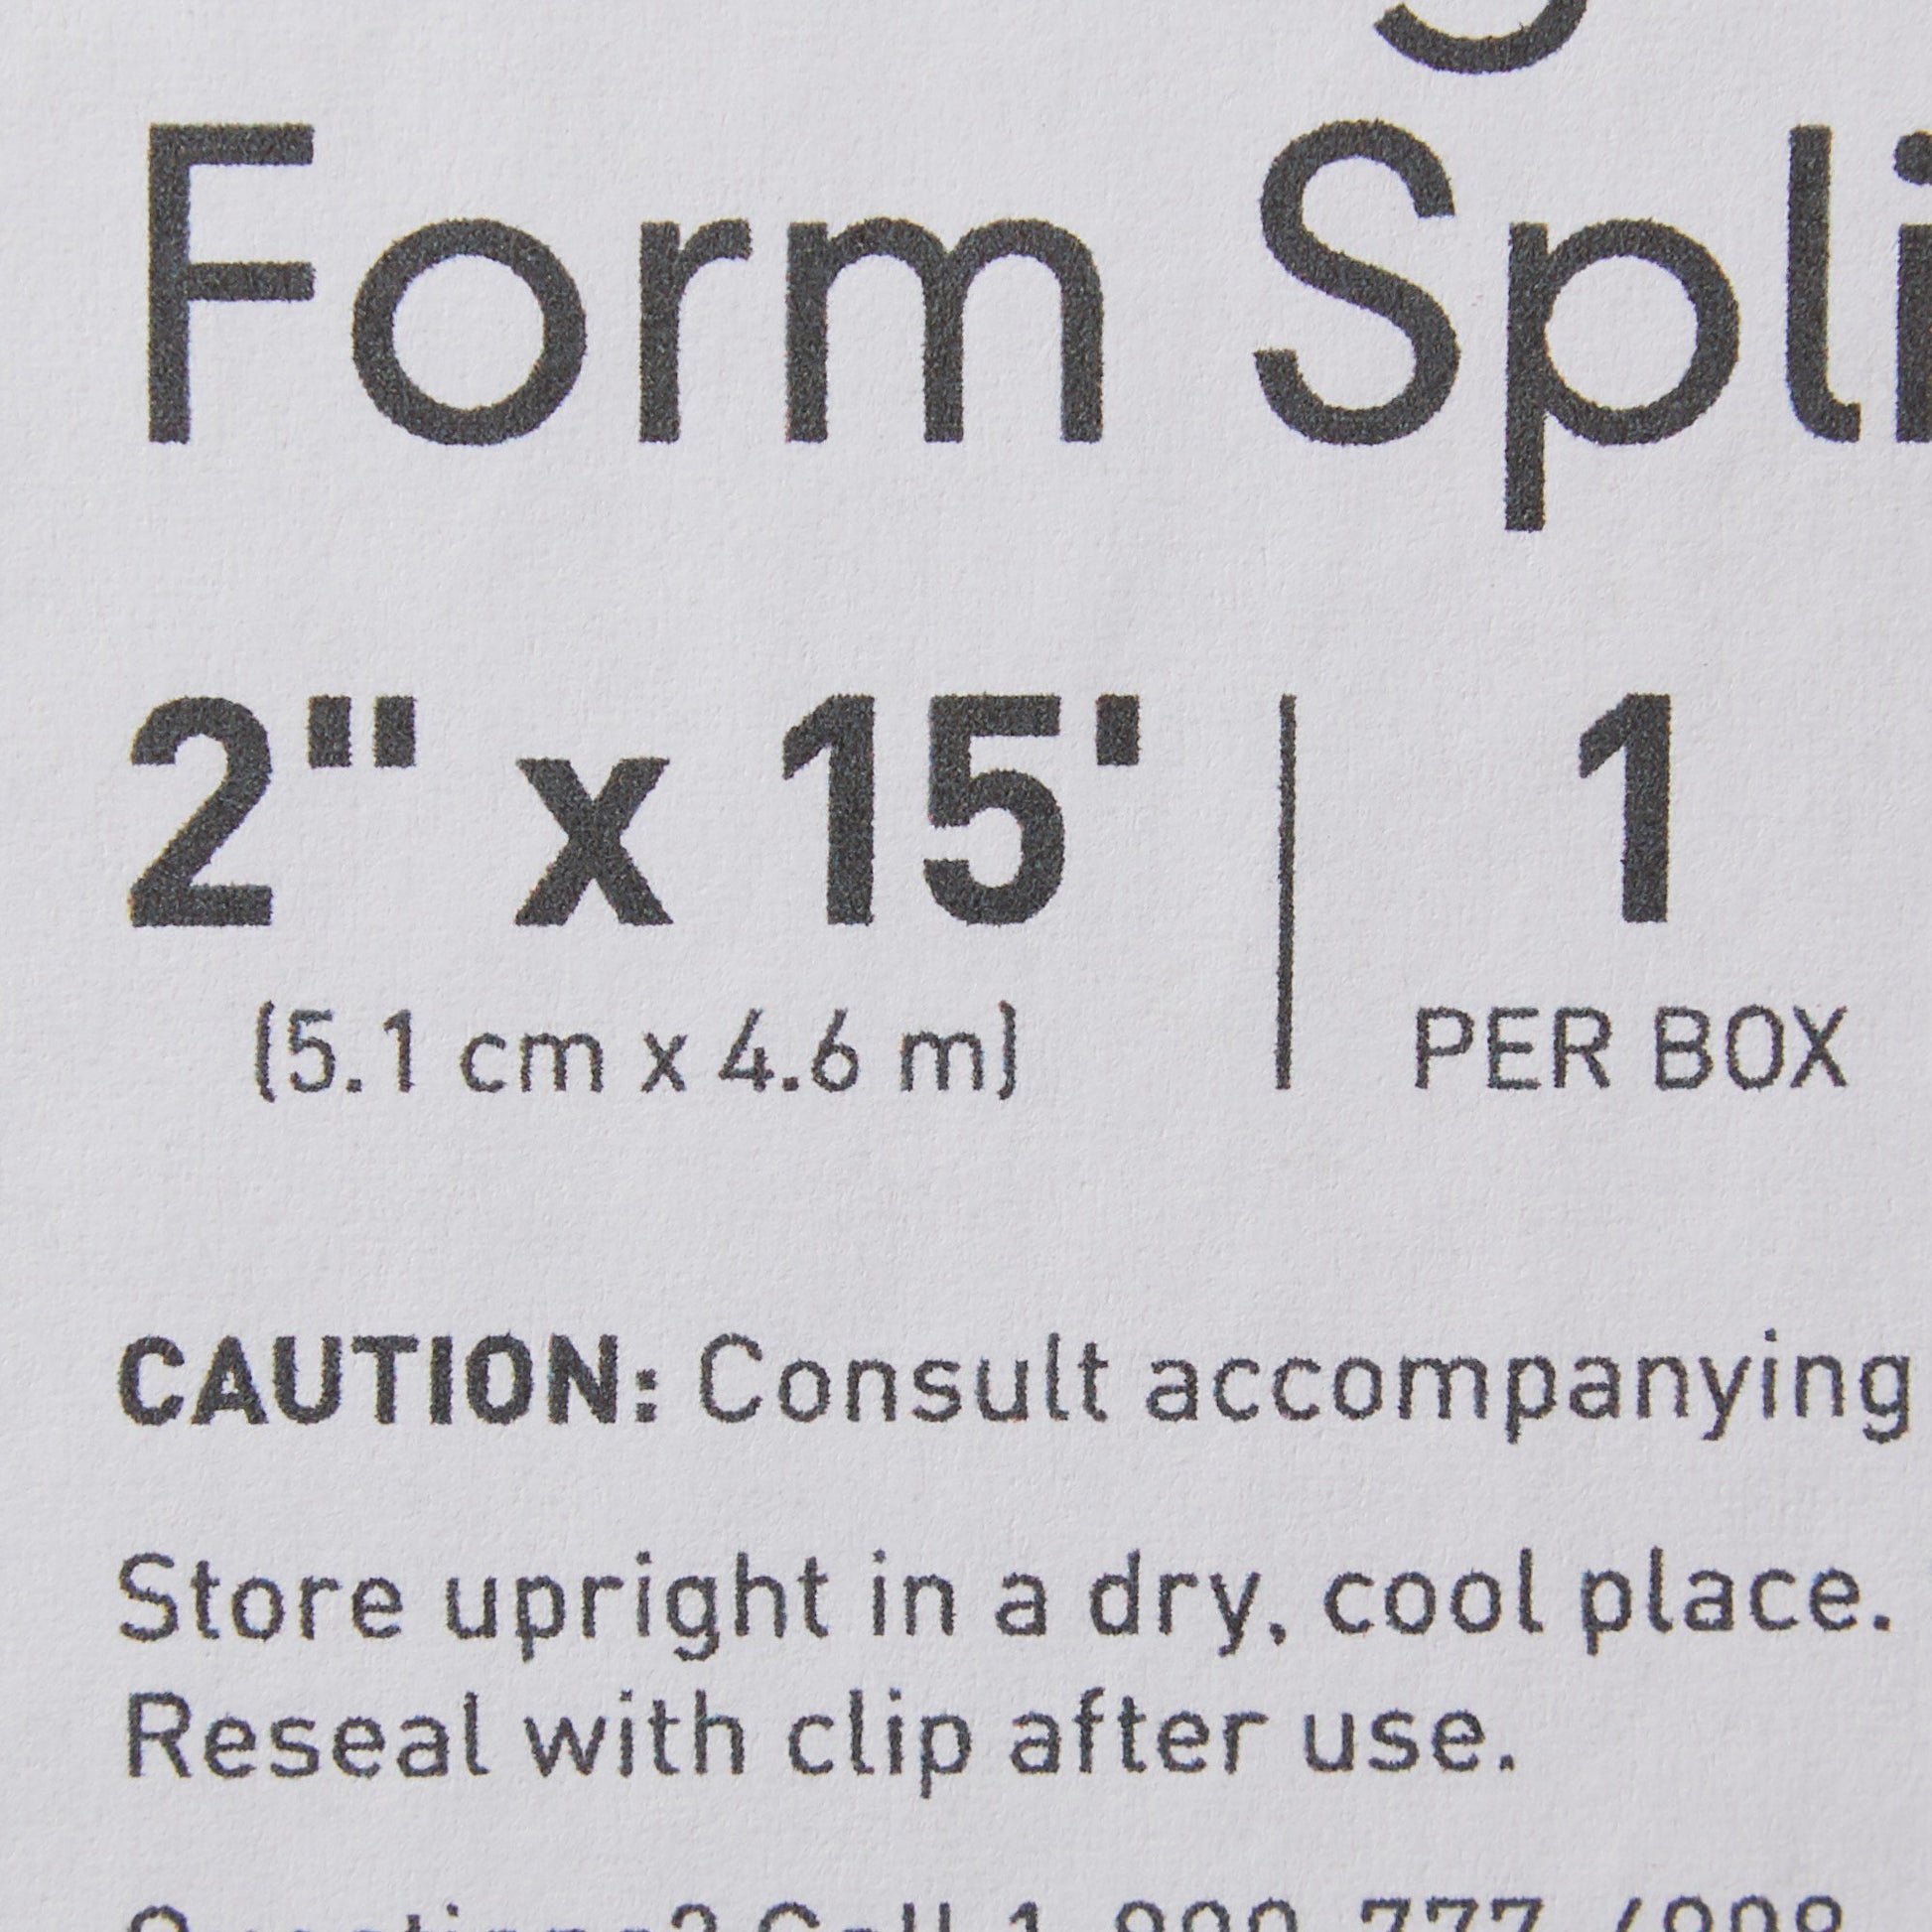 Form
2" x 15' | 1
(5.1 cm x 4.6 m) PER BOX
CAUTION: Consult accompanying
Store upright in a dry, cool place.
Reseal with clip after use.